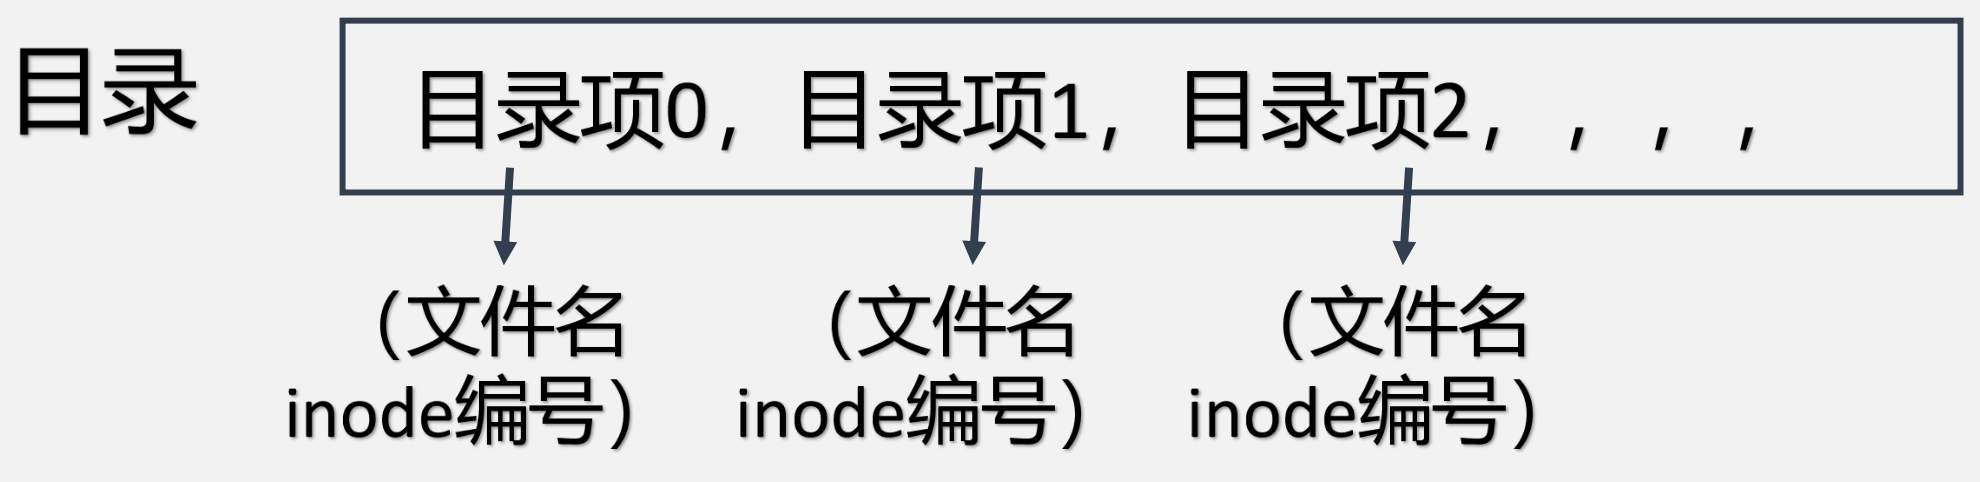 目录
目录项0，目录项1，目录项2，，，，
（文件名
inode编号）
（文件名
inode编号）
（文件名
inode编号）